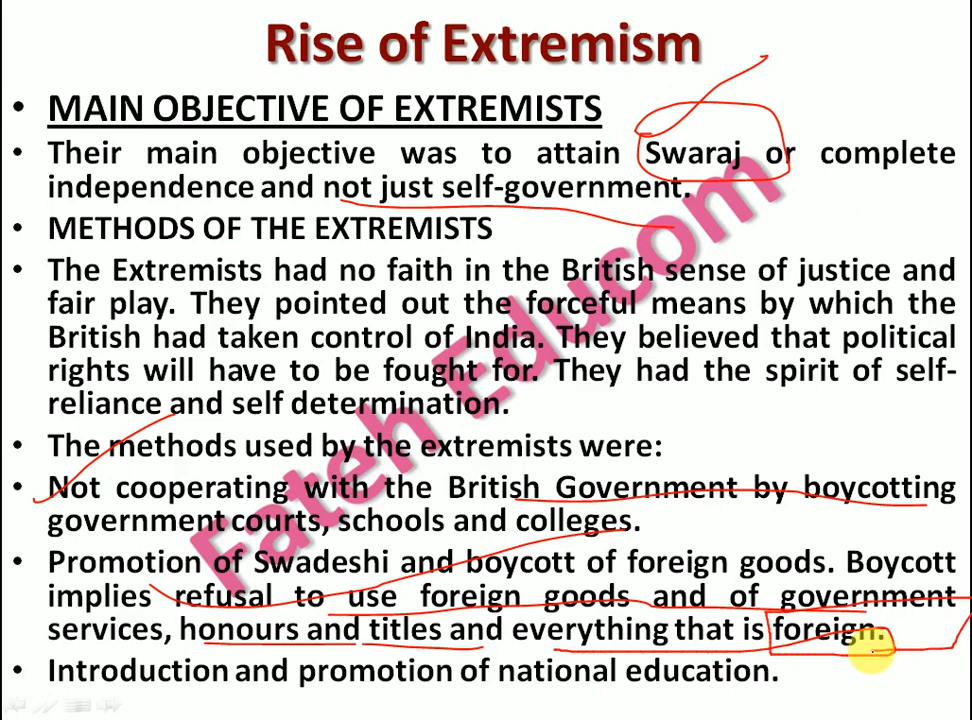 Rise of Extremism
• MAIN OBJECTIVE OF EXTREMISTS
• Their main objective was to attain Swaraj or complete
independence and not just self-government.
• METHODS OF THE EXTREMISTS
• The Extremists had no faith in the British sense of justice and
fair play. They pointed out the forceful means by which the
British had taken control of India. They believed that political
rights will have to be fought for. They had the spirit of self-
reliance and self determination.
• The methods used by the extremists were:
• Not cooperating with the British Government by boycotting
government courts, schools and colleges.
• Promotion of Swadeshi and boycott of foreign goods. Boycott
implies refusal to use foreign goods and of government
services, honours and titles and everything that is foreign.
• Introduction and promotion of national education.
Fateh Educom